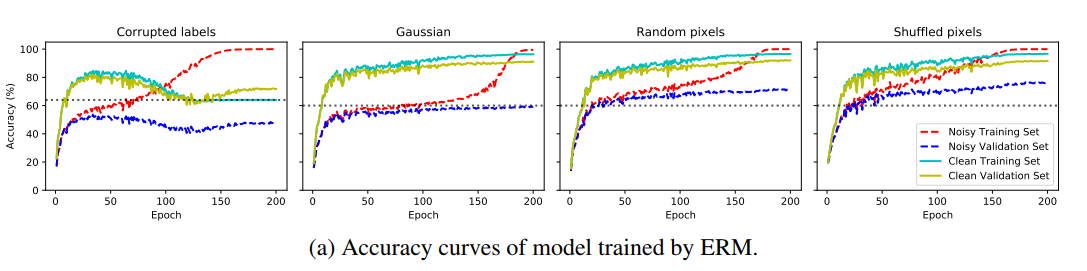 Corrupted labels
Gaussian
Random pixels
Shuffled pixels
Accuracy (%)
100
80
60
40
20
0
0 50 100 150 200
0 50 100 150 200
0 50 100 150 200
0 50 100 150 200
Epoch
Epoch
Epoch
Epoch
Noisy Training Set
Noisy Validation Set
Clean Training Set
Clean Validation Set
(a) Accuracy curves of model trained by ERM.